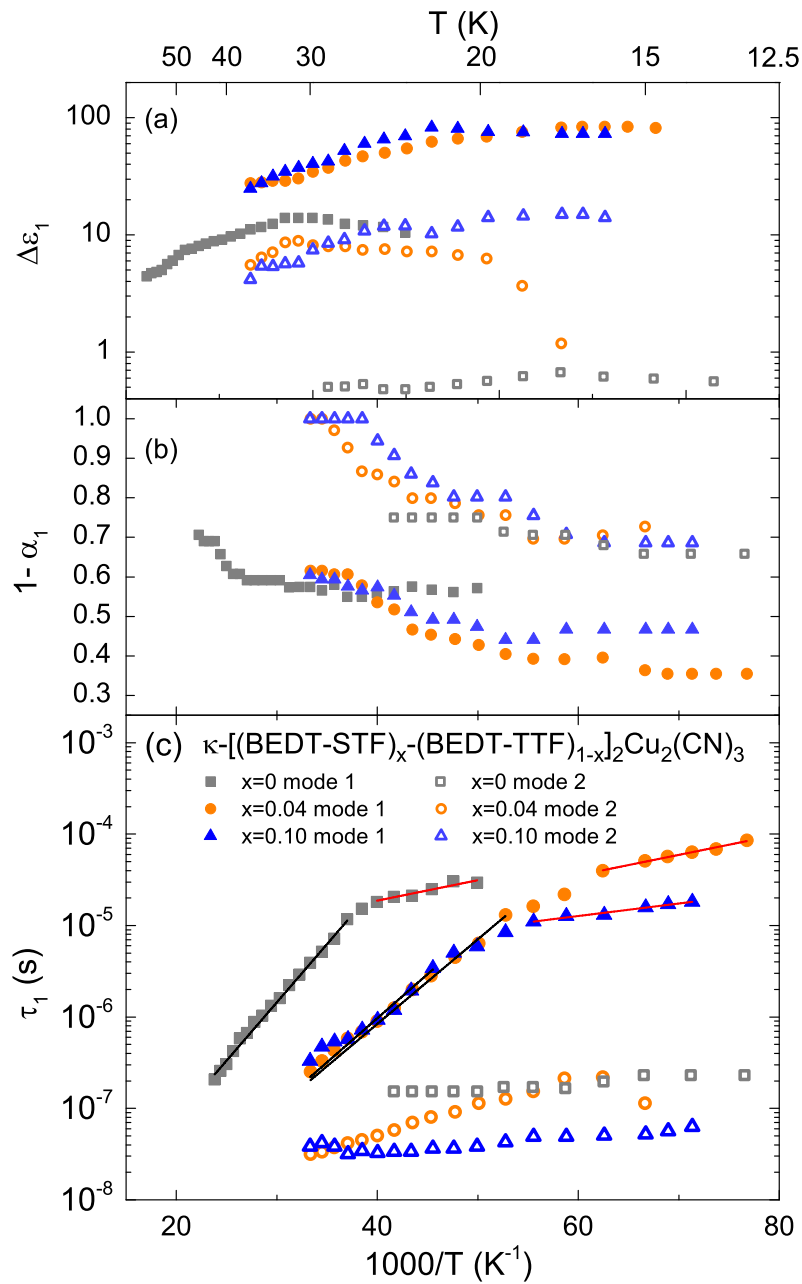 T (K)
50 40 30 20 15 12.5
(a)
100
10
1
Δε₁
(b)
1.0
0.9
0.8
0.7
0.6
0.5
0.4
0.3
1- α₁
(c) κ-[(BEDT-STF)ₓ-(BEDT-TTF)₁₋ₓ]₂Cu₂(CN)₃
x=0 mode 1 x=0 mode 2
x=0.04 mode 1 x=0.04 mode 2
x=0.10 mode 1 x=0.10 mode 2
10⁻³
10⁻⁴
10⁻⁵
10⁻⁶
10⁻⁷
10⁻⁸
τ₁ (s)
20 40 60 80
1000/T (K⁻¹)